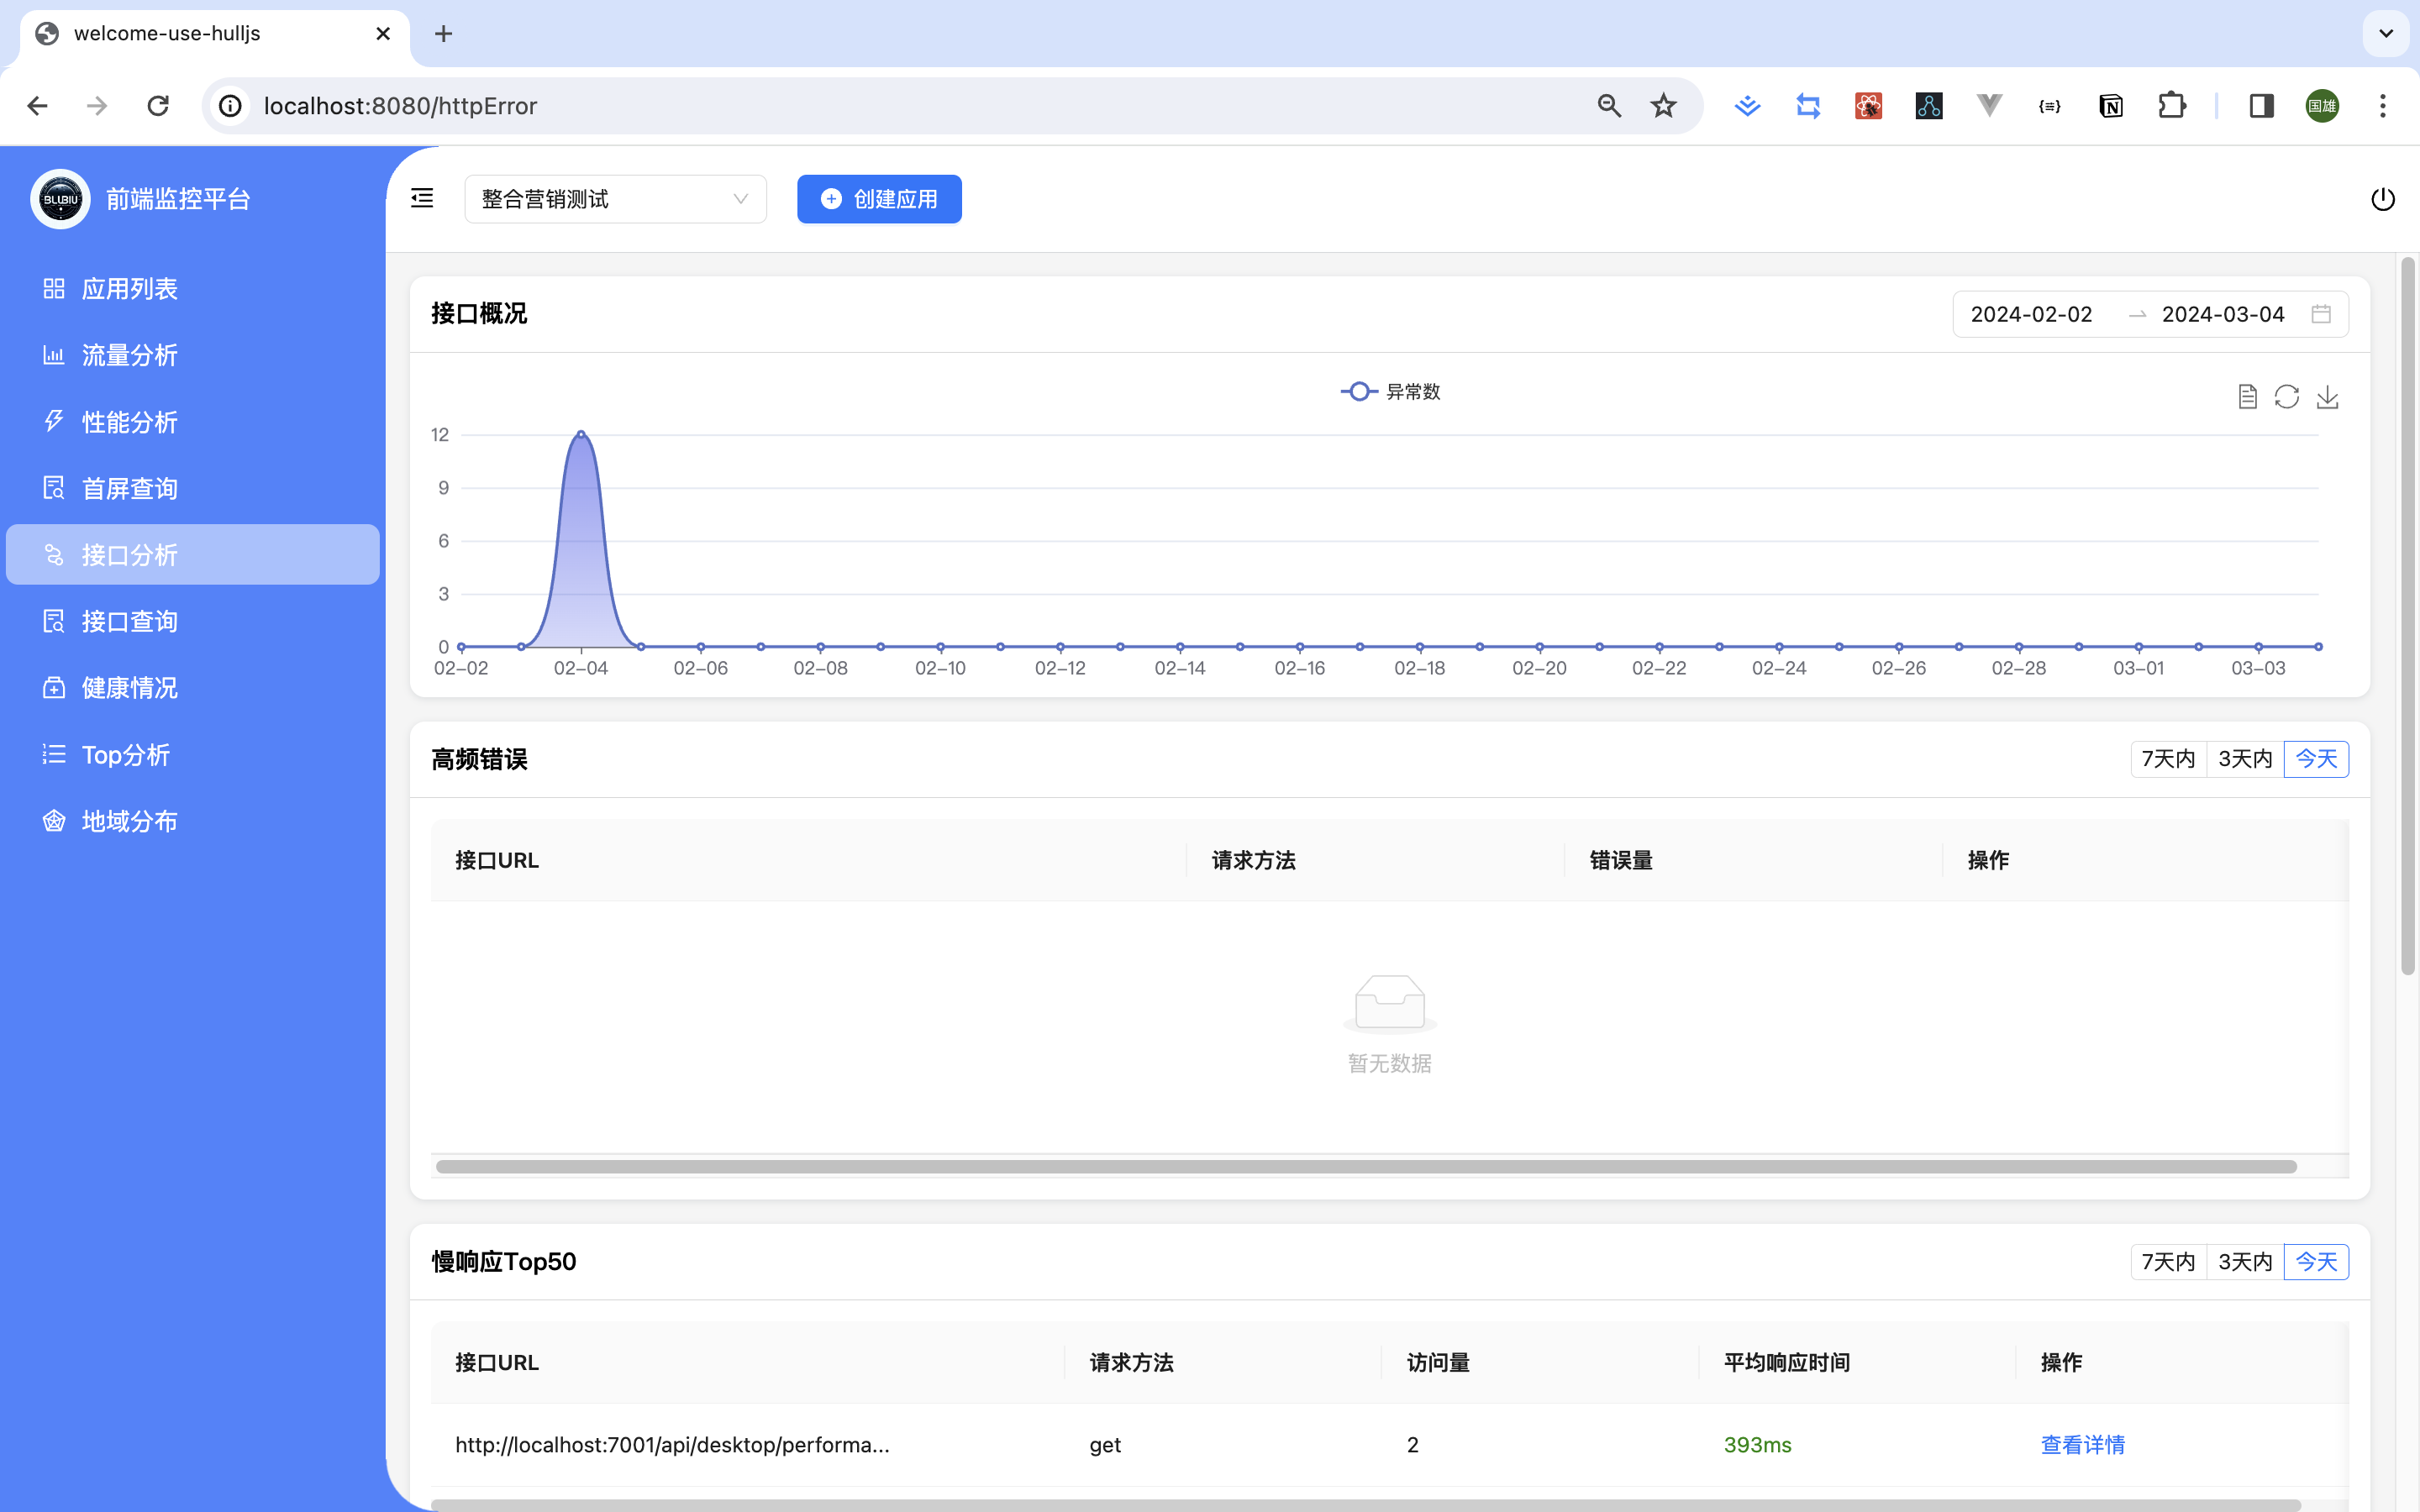 welcome-use-hulljs
localhost:8080/httpError
国雄
BLUBIU
前端监控平台
整合营销测试
创建应用
应用列表
流量分析
性能分析
首屏查询
接口分析
接口查询
健康情况
Top分析
地域分布
接口概况
2024-02-02
2024-03-04
异常数
12
9
6
3
0
02-02 02-04 02-06 02-08 02-10 02-12 02-14 02-16 02-18 02-20 02-22 02-24 02-26 02-28 03-01 03-03
高频错误
7天内 3天内 今天
接口URL 请求方法 错误量 操作
暂无数据
慢响应Top50
7天内 3天内 今天
接口URL 请求方法 访问量 平均响应时间 操作
http://localhost:7001/api/desktop/performa... get 2 393ms 查看详情